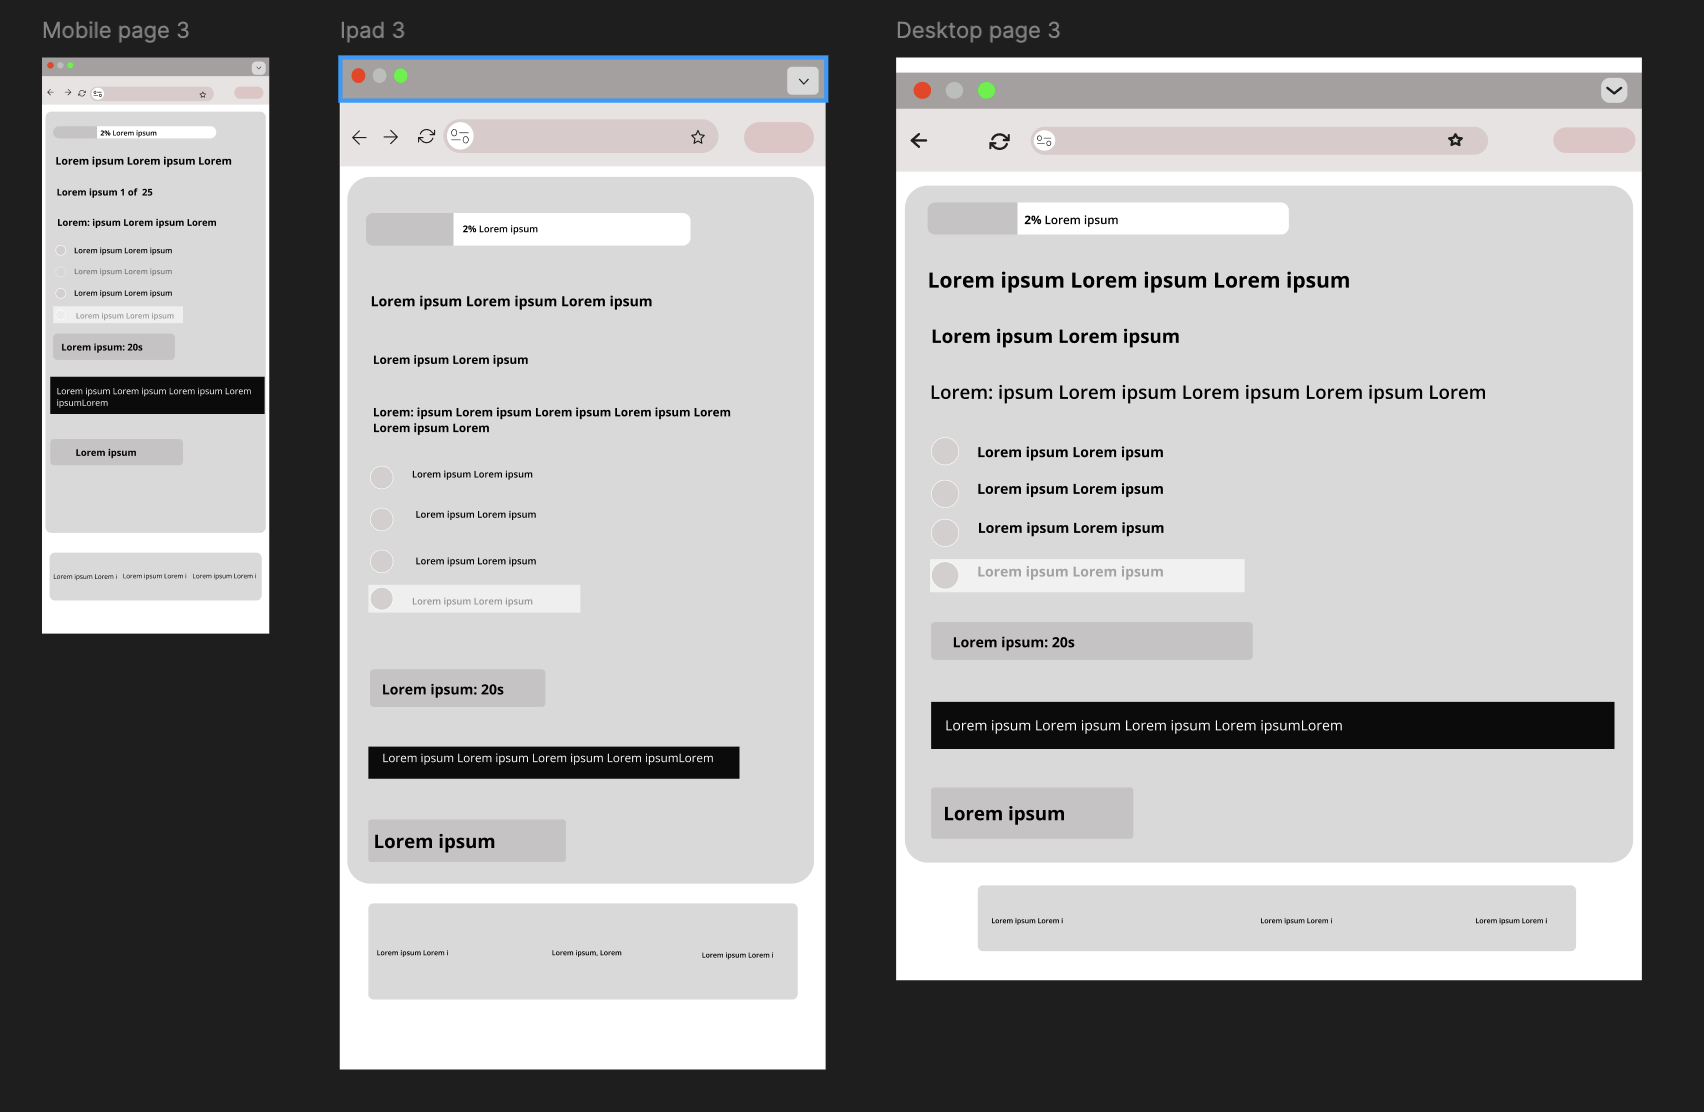 Mobile page 3
2% Lorem ipsum
Lorem ipsum Lorem ipsum Lorem
Lorem ipsum 1 of 25
Lorem: ipsum Lorem ipsum Lorem
Lorem ipsum Lorem ipsum
Lorem ipsum Lorem ipsum
Lorem ipsum Lorem ipsum
Lorem ipsum Lorem ipsum
Lorem ipsum: 20s
Lorem ipsum Lorem ipsum Lorem ipsum Lorem
ipsumLorem
Lorem ipsum
Lorem ipsum Lorem i Lorem ipsum Lorem i Lorem ipsum Lorem i
Ipad 3
2% Lorem ipsum
Lorem ipsum Lorem ipsum Lorem ipsum
Lorem ipsum Lorem ipsum
Lorem: ipsum Lorem ipsum Lorem ipsum Lorem ipsum Lorem
Lorem ipsum Lorem
Lorem ipsum Lorem ipsum
Lorem ipsum Lorem ipsum
Lorem ipsum Lorem ipsum
Lorem ipsum Lorem ipsum
Lorem ipsum: 20s
Lorem ipsum Lorem ipsum Lorem ipsum Lorem ipsumLorem
Lorem ipsum
Lorem ipsum Lorem i Lorem ipsum, Lorem Lorem ipsum Lorem i
Desktop page 3
2% Lorem ipsum
Lorem ipsum Lorem ipsum Lorem ipsum
Lorem ipsum Lorem ipsum
Lorem: ipsum Lorem ipsum Lorem ipsum Lorem ipsum Lorem
Lorem ipsum Lorem ipsum
Lorem ipsum Lorem ipsum
Lorem ipsum Lorem ipsum
Lorem ipsum Lorem ipsum
Lorem ipsum: 20s
Lorem ipsum Lorem ipsum Lorem ipsum Lorem ipsumLorem
Lorem ipsum
Lorem ipsum Lorem i Lorem ipsum Lorem i Lorem ipsum Lorem i